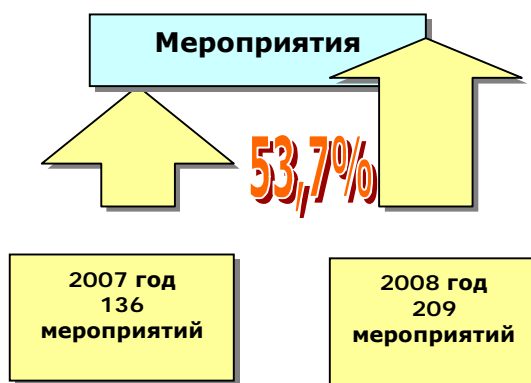 Мероприятия
53,7%
2007 год
136
мероприятий
2008 год
209
мероприятий